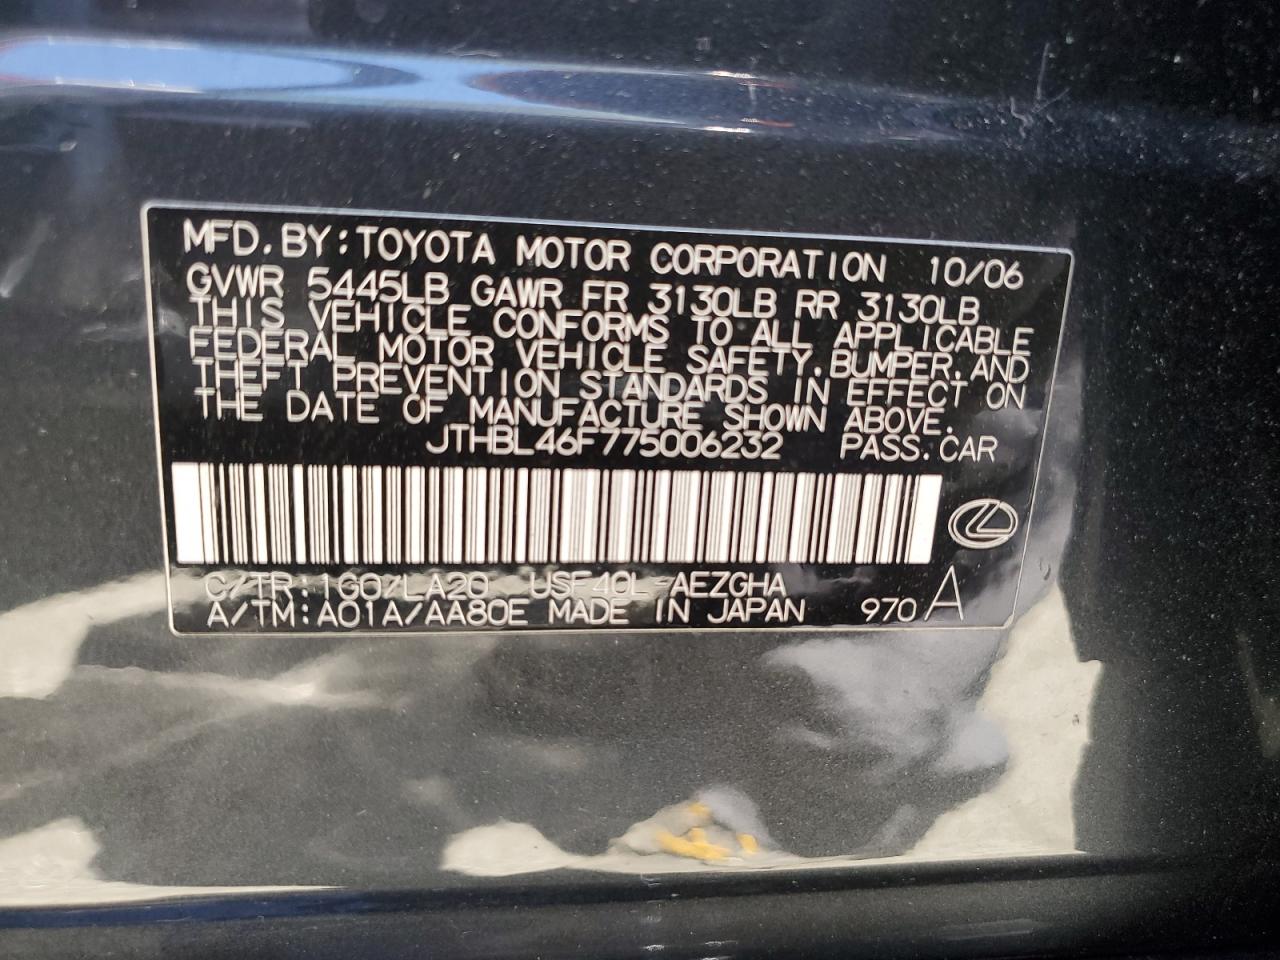 MFD.BY:TOYOTA MOTOR CORPORATION 10/06
GVWR 5445LB GAWR FR 3130LB RR 3130LB
THIS VEHICLE CONFORMS TO ALL APPLICABLE
FEDERAL MOTOR VEHICLE SAFETY,BUMPER,AND
THEFT PREVENTION STANDARDS IN EFFECT ON
THE DATE OF MANUFACTURE SHOWN ABOVE.
JTHBL46F775006232 PASS.CAR
C/TR:1G0/LA20 USF40L-AEZGHA
A/TM:A01A/AA80E MADE IN JAPAN 970 A